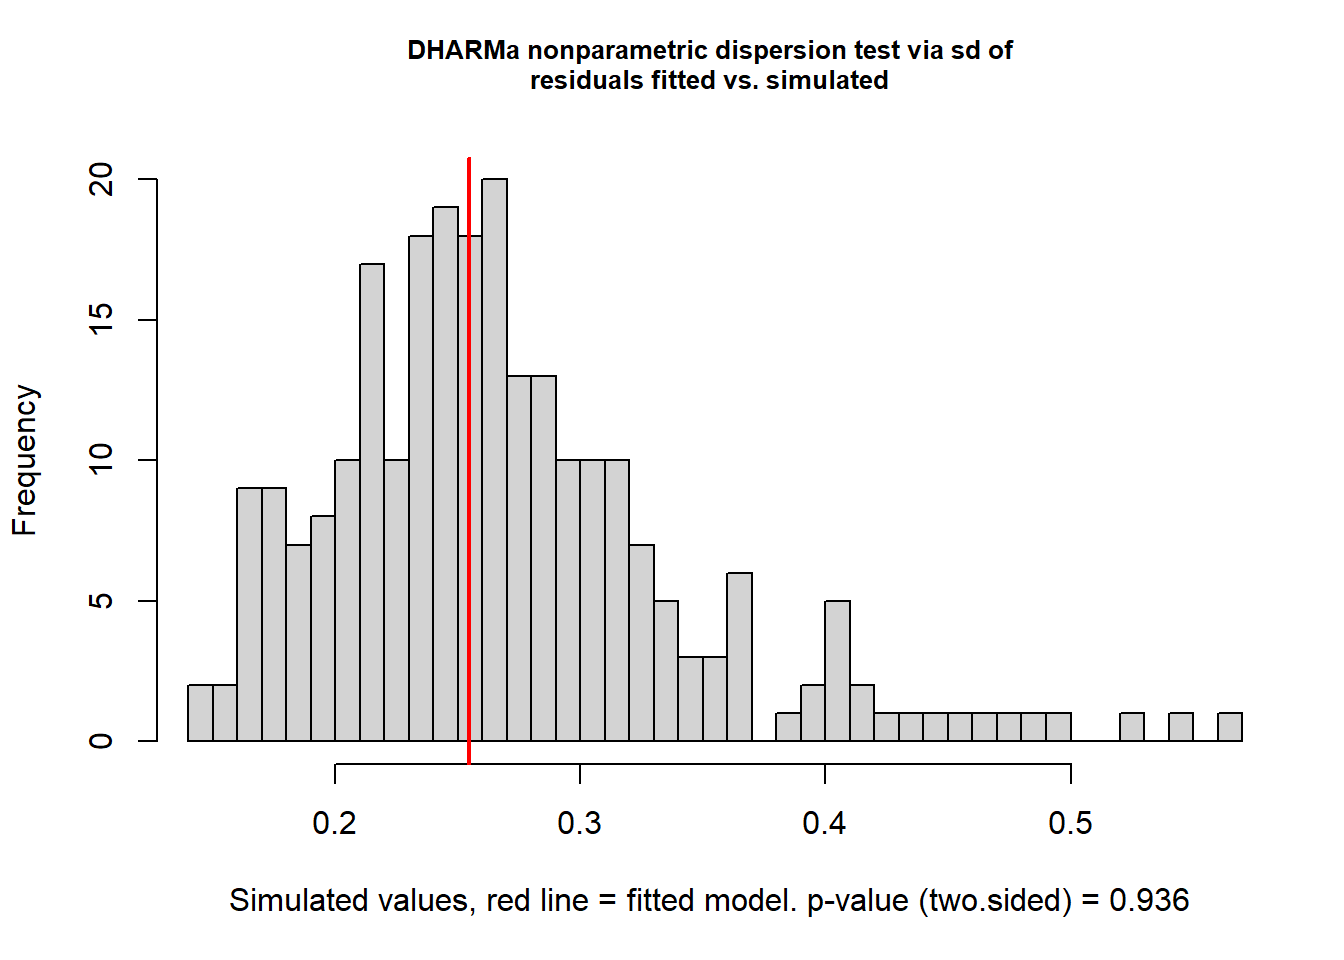 DHARMa nonparametric dispersion test via sd of
residuals fitted vs. simulated
Frequency
20
15
10
5
0
0.2 0.3 0.4 0.5
Simulated values, red line = fitted model. p-value (two.sided) = 0.936